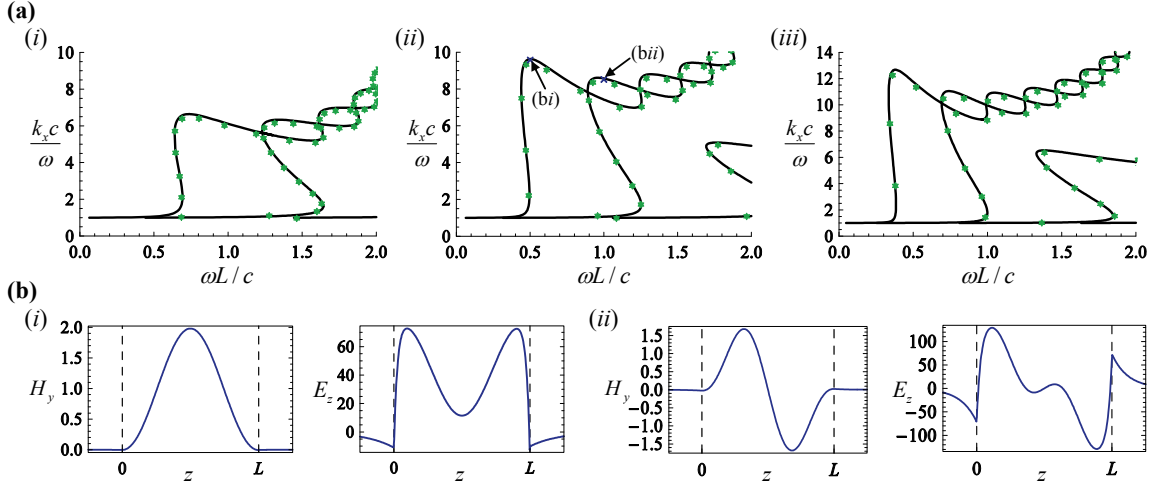 (a)
(i)
10
8
6
4
2
0
k_x c
ω
0.0 0.5 1.0 1.5 2.0
ωL/c
(ii)
10
8
6
4
2
0
k_x c
ω
(bi)
(bii)
0.0 0.5 1.0 1.5 2.0
ωL/c
(iii)
14
12
10
8
6
4
2
0
k_x c
ω
0.0 0.5 1.0 1.5 2.0
ωL/c
(b)
(i)
2.0
1.5
1.0
0.5
0.0
H_y
0 z L
60
40
20
0
E_z
0 z L
(ii)
1.5
1.0
0.5
0.0
−0.5
−1.0
−1.5
H_y
0 z L
100
50
0
−50
−100
E_z
0 z L